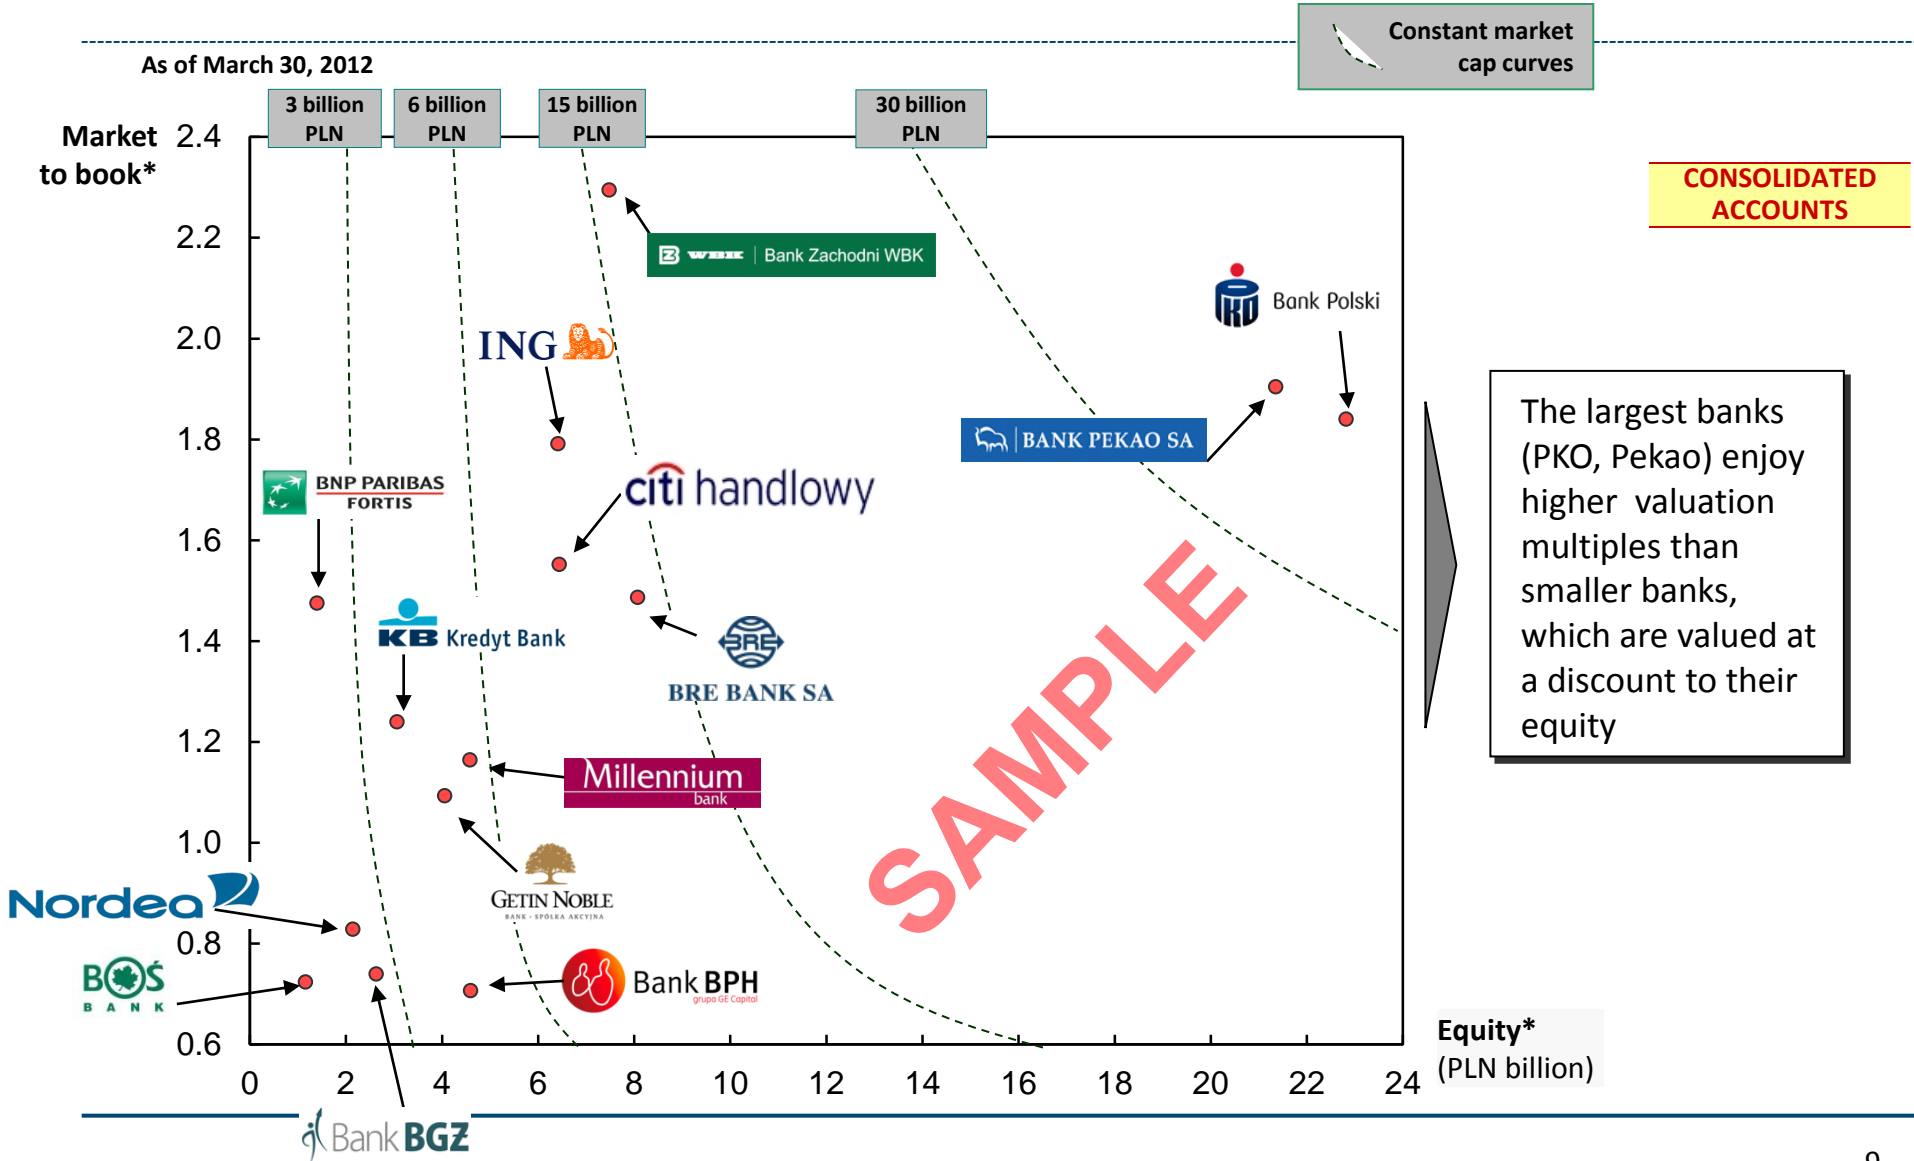 Constant market
cap curves
As of March 30, 2012
3 billion
PLN
6 billion
PLN
15 billion
PLN
30 billion
PLN
Market
to book*
2.4
2.2
2.0
1.8
1.6
1.4
1.2
1.0
0.8
0.6
CONSOLIDATED
ACCOUNTS
WBK | Bank Zachodni WBK
Bank Polski
ING
BANK PEKAO SA
BNP PARIBAS
FORTIS
citi handlowy
KB Kredyt Bank
BRE
BRE BANK SA
Millennium
bank
GETIN NOBLE
BANK - SPÓŁKA AKCYJNA
Nordea
BOŚ
BANK
Bank BPH
grupa GE Capital
SAMPLE
The largest banks
(PKO, Pekao) enjoy
higher valuation
multiples than
smaller banks,
which are valued at
a discount to their
equity
Equity*
(PLN billion)
0 2 4 6 8 10 12 14 16 18 20 22 24
Bank BGZ